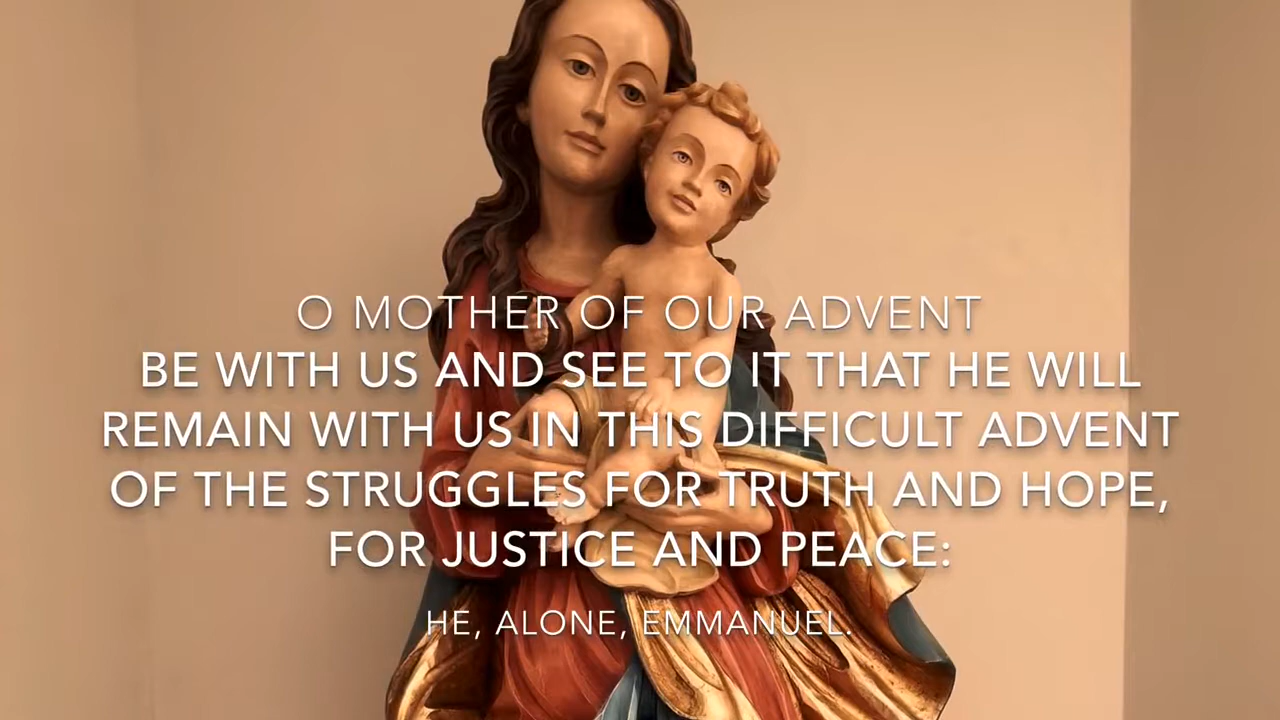 O MOTHER OF OUR ADVENT
BE WITH US AND SEE TO IT THAT HE WILL
REMAIN WITH US IN THIS DIFFICULT ADVENT
OF THE STRUGGLES FOR TRUTH AND HOPE,
FOR JUSTICE AND PEACE:
HE, ALONE, EMMANUEL.